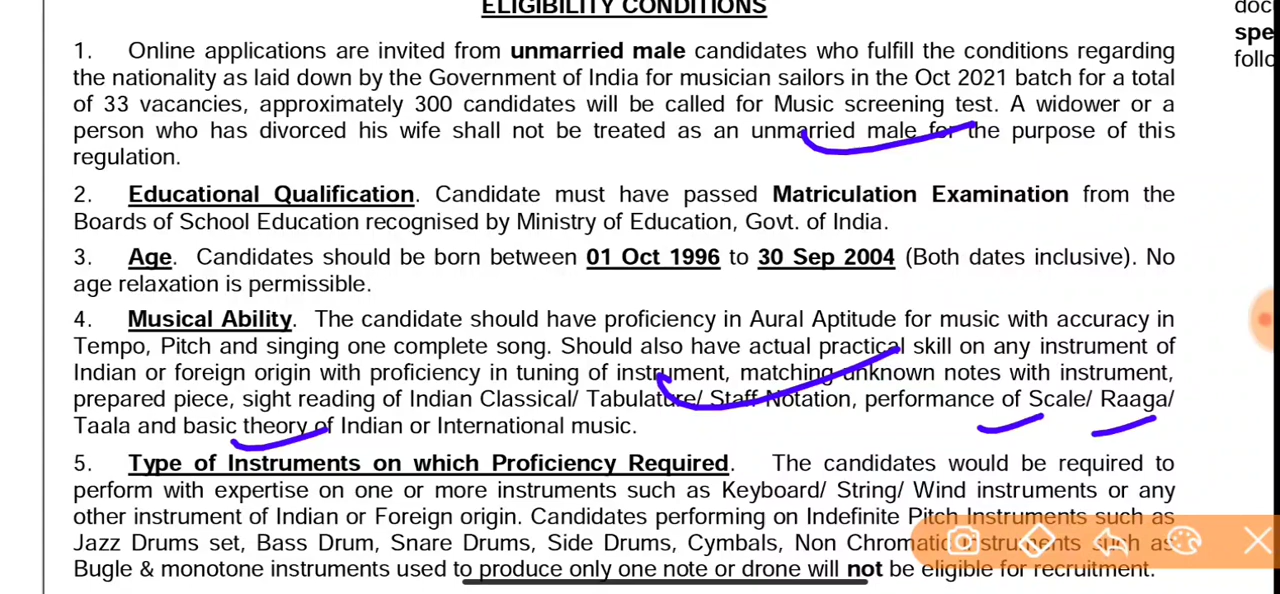 ELIGIBILITY CONDITIONS
doc
spe
follo
1. Online applications are invited from unmarried male candidates who fulfill the conditions regarding
the nationality as laid down by the Government of India for musician sailors in the Oct 2021 batch for a total
of 33 vacancies, approximately 300 candidates will be called for Music screening test. A widower or a
person who has divorced his wife shall not be treated as an unmarried male for the purpose of this
regulation.
2. Educational Qualification. Candidate must have passed Matriculation Examination from the
Boards of School Education recognised by Ministry of Education, Govt. of India.
3. Age. Candidates should be born between 01 Oct 1996 to 30 Sep 2004 (Both dates inclusive). No
age relaxation is permissible.
4. Musical Ability. The candidate should have proficiency in Aural Aptitude for music with accuracy in
Tempo, Pitch and singing one complete song. Should also have actual practical skill on any instrument of
Indian or foreign origin with proficiency in tuning of instrument, matching unknown notes with instrument,
prepared piece, sight reading of Indian Classical/ Tabulature/ Staff Notation, performance of Scale/ Raaga/
Taala and basic theory of Indian or International music.
5. Type of Instruments on which Proficiency Required. The candidates would be required to
perform with expertise on one or more instruments such as Keyboard/ String/ Wind instruments or any
other instrument of Indian or Foreign origin. Candidates performing on Indefinite Pitch Instruments such as
Jazz Drums set, Bass Drum, Snare Drums, Side Drums, Cymbals, Non Chromatic instruments such as
Bugle & monotone instruments used to produce only one note or drone will not be eligible for recruitment.